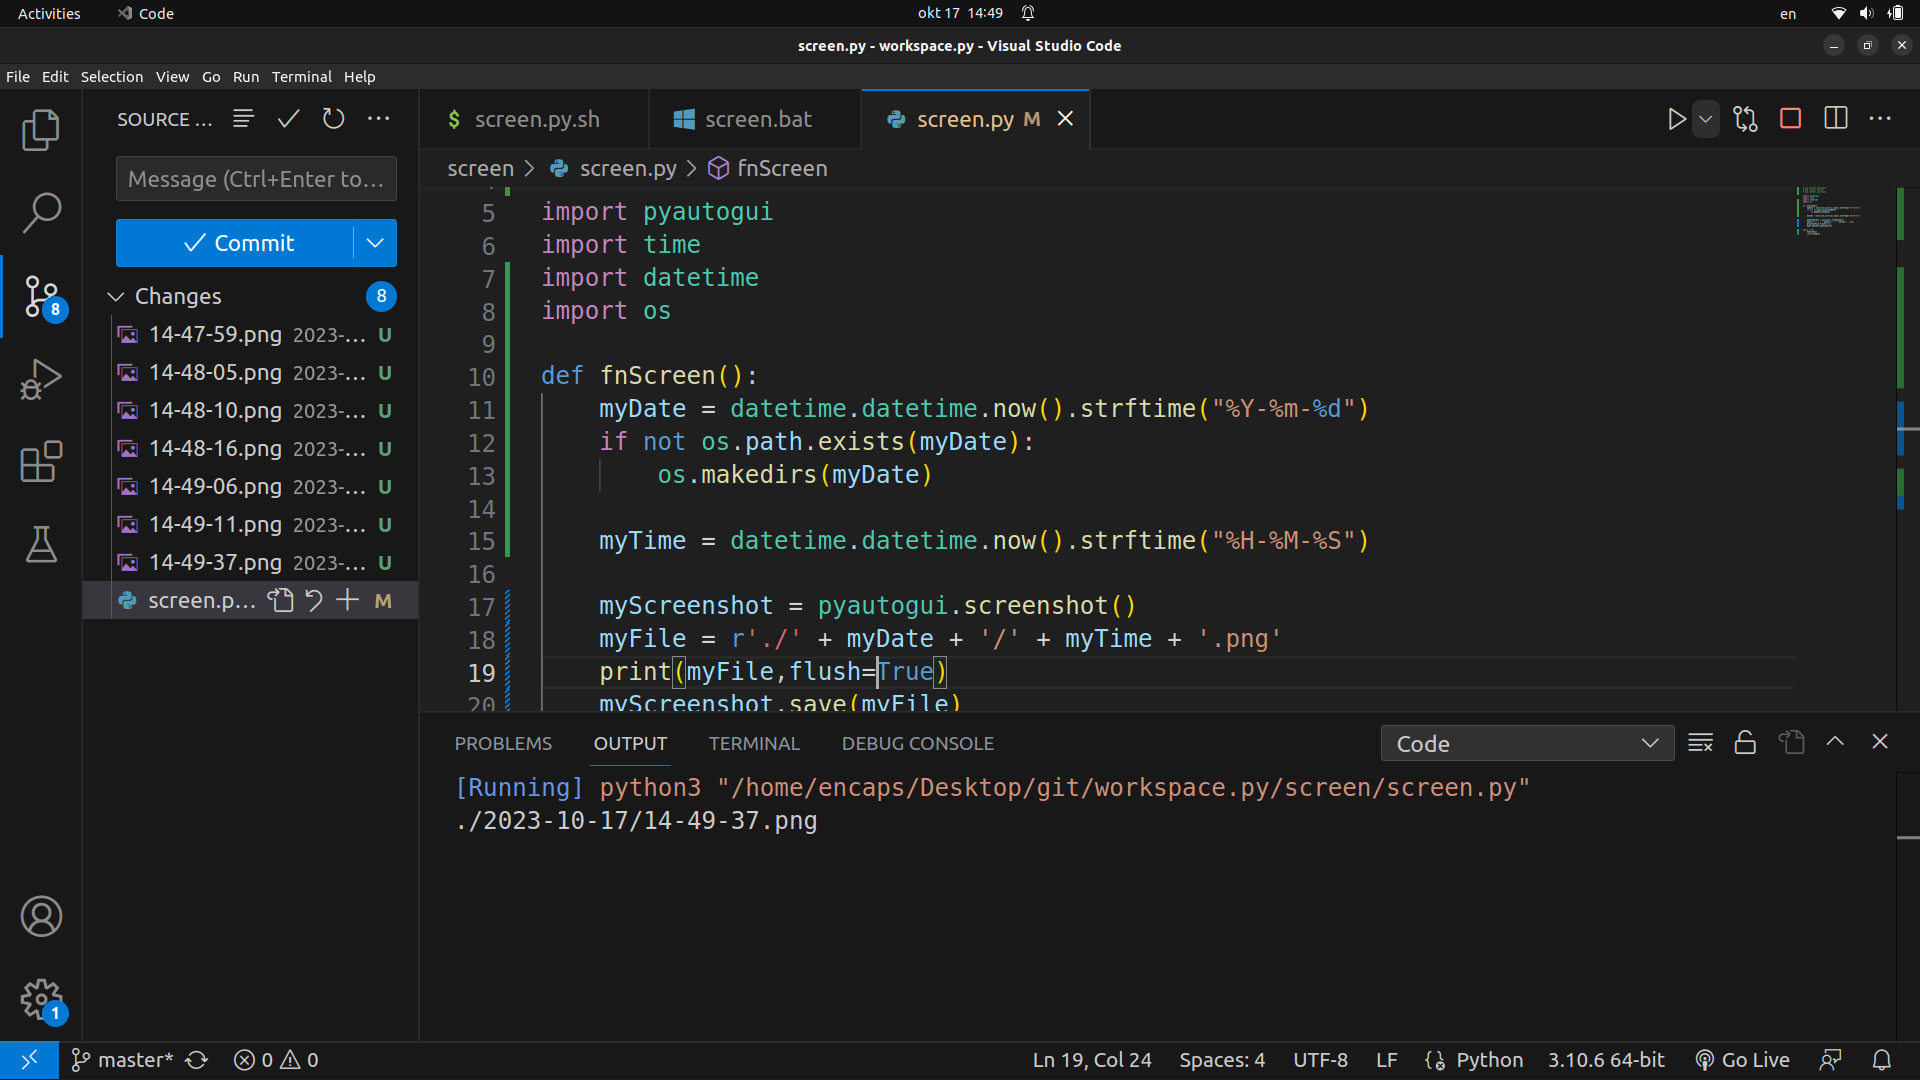 Activities Code okt 17 14:49 en
screen.py - workspace.py - Visual Studio Code
File Edit Selection View Go Run Terminal Help
SOURCE ...
Message (Ctrl+Enter to...
Commit
Changes 8
14-47-59.png 2023-... U
14-48-05.png 2023-... U
14-48-10.png 2023-... U
14-48-16.png 2023-... U
14-49-06.png 2023-... U
14-49-11.png 2023-... U
14-49-37.png 2023-... U
screen.p... M
8
1
$ screen.py.sh screen.bat screen.py M
screen > screen.py > fnScreen
5 import pyautogui
6 import time
7 import datetime
8 import os
9
10 def fnScreen():
11 myDate = datetime.datetime.now().strftime("%Y-%m-%d")
12 if not os.path.exists(myDate):
13 os.makedirs(myDate)
14
15 myTime = datetime.datetime.now().strftime("%H-%M-%S")
16
17 myScreenshot = pyautogui.screenshot()
18 myFile = r'./' + myDate + '/' + myTime + '.png'
19 print(myFile,flush=True)
20 myScreenshot.save(myFile)
PROBLEMS OUTPUT TERMINAL DEBUG CONSOLE Code
[Running] python3 "/home/encaps/Desktop/git/workspace.py/screen/screen.py"
./2023-10-17/14-49-37.png
master* 0 0 Ln 19, Col 24 Spaces: 4 UTF-8 LF Python 3.10.6 64-bit Go Live